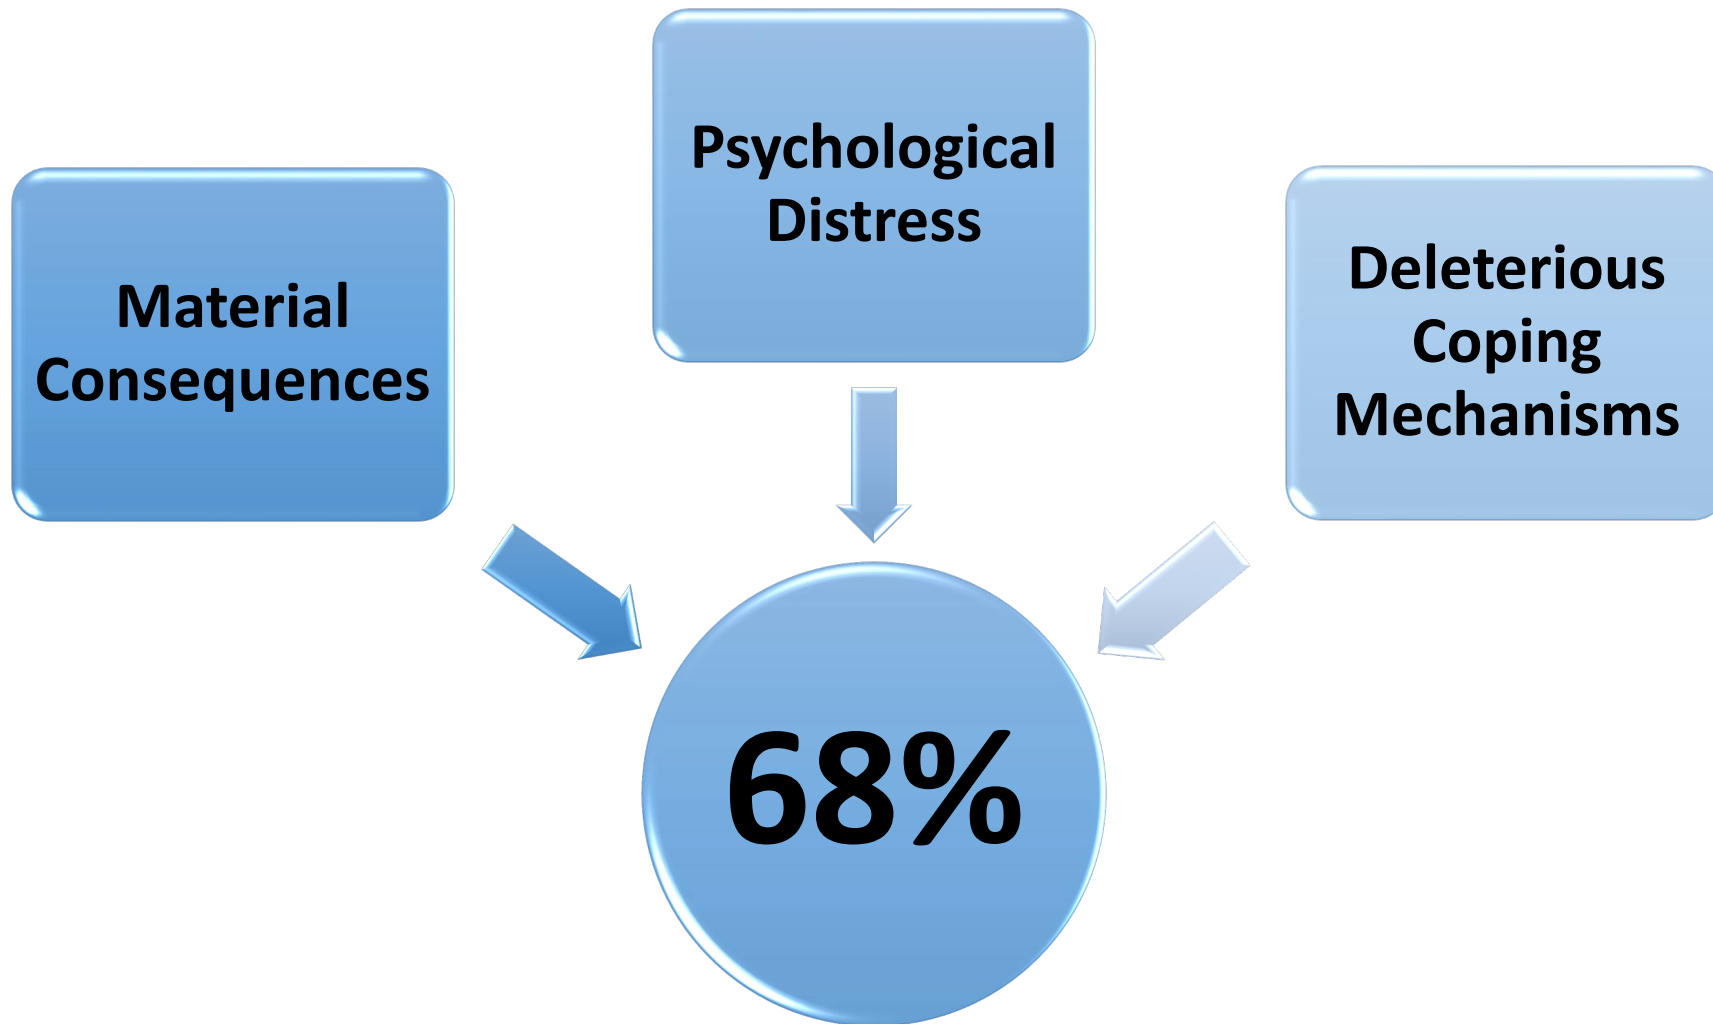 Material
Consequences
Psychological
Distress
Deleterious
Coping
Mechanisms
68%